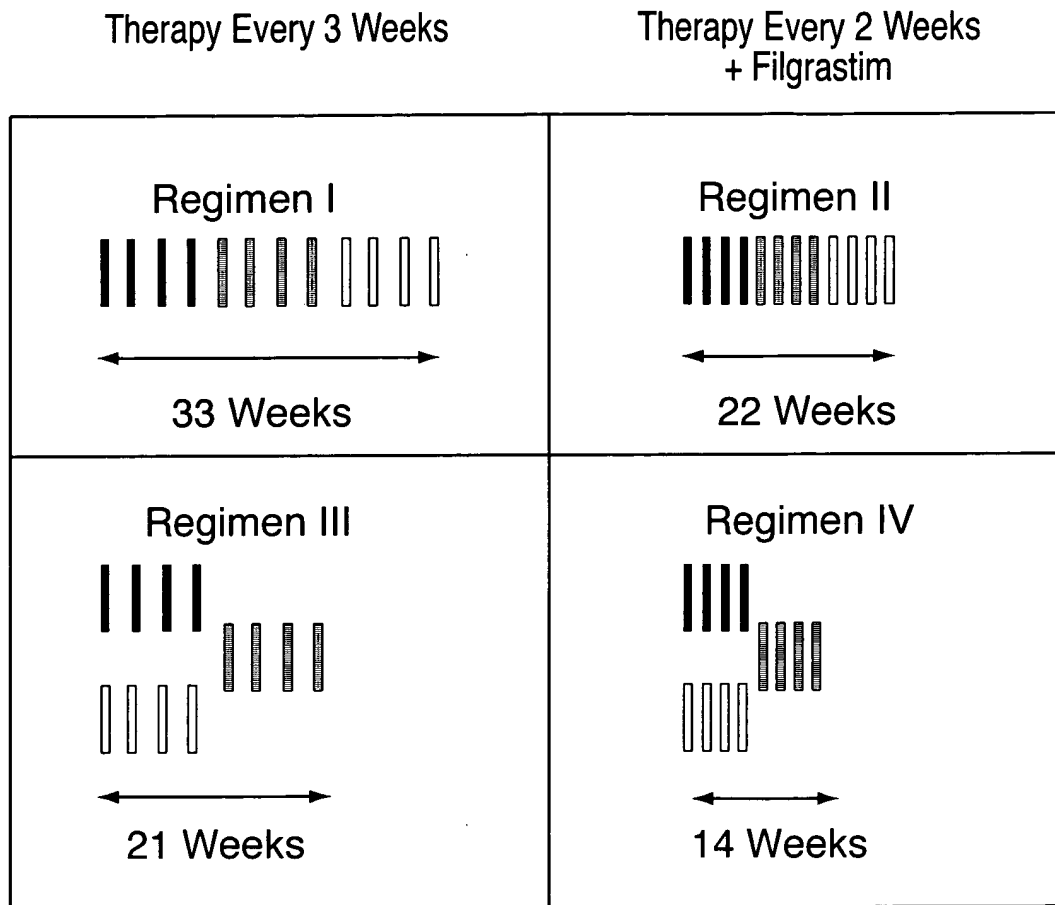 Therapy Every 3 Weeks
Therapy Every 2 Weeks
+ Filgrastim
Regimen I
33 Weeks
Regimen II
22 Weeks
Regimen III
21 Weeks
Regimen IV
14 Weeks